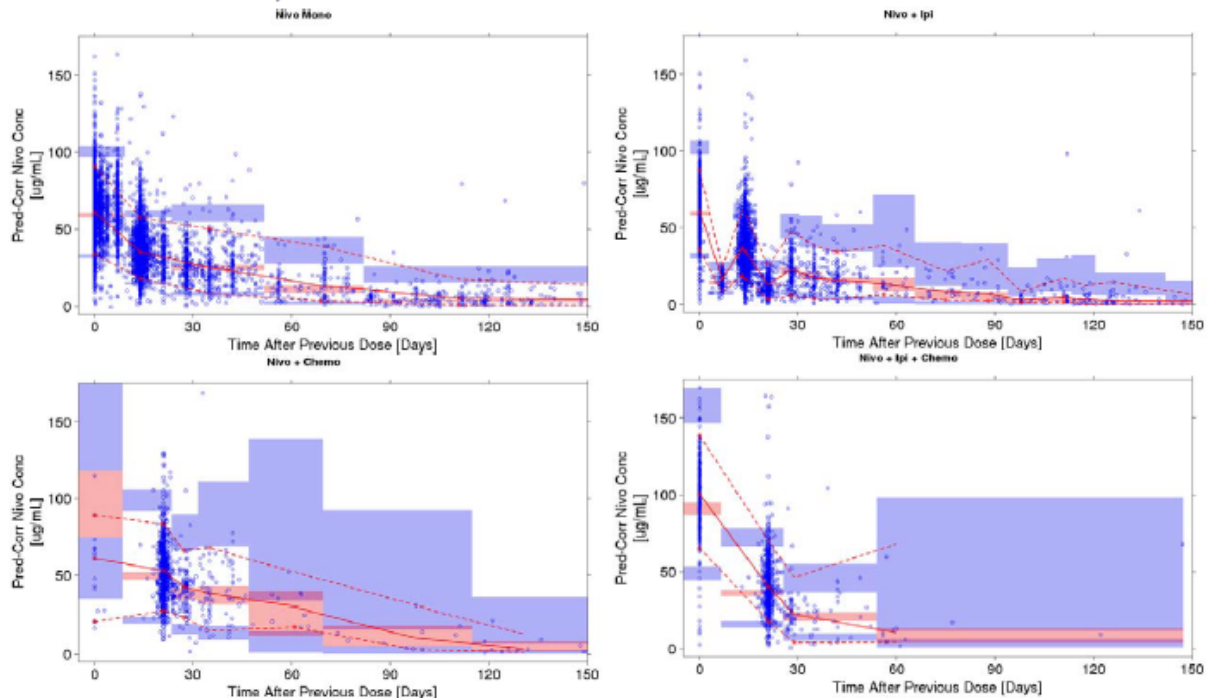 Nivo Mono
Pred-Corr Nivo Conc
[ug/mL]
150
100
50
0
0 30 60 90 120 150
Time After Previous Dose [Days]
Nivo + Ipi
Pred-Corr Nivo Conc
[ug/mL]
150
100
50
0
0 30 60 90 120 150
Time After Previous Dose [Days]
Nivo + Chemo
Pred-Corr Nivo Conc
[ug/mL]
150
100
50
0
0 30 60 90 120 150
Time After Previous Dose [Days]
Nivo + Ipi + Chemo
Pred-Corr Nivo Conc
[ug/mL]
150
100
50
0
0 30 60 90 120 150
Time After Previous Dose [Days]